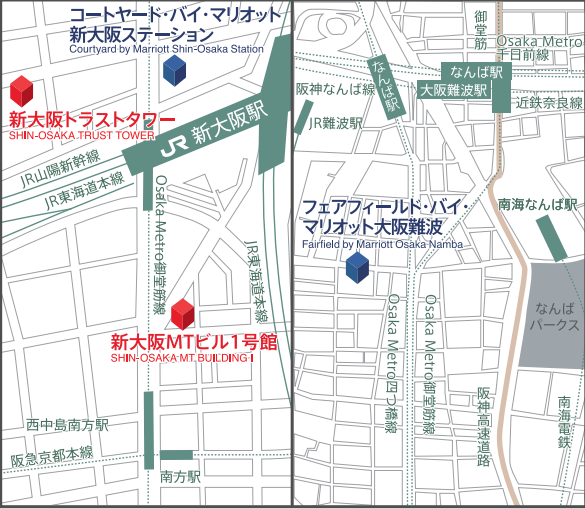 コートヤード・バイ・マリオット
新大阪ステーション
Courtyard by Marriott Shin-Osaka Station
新大阪トラストタワー
SHIN-OSAKA TRUST TOWER
JR 新大阪駅
JR山陽新幹線
JR東海道本線
Osaka Metro御堂筋線
JR東海道本線
新大阪MTビル1号館
SHIN-OSAKA MT BUILDING I
西中島南方駅
阪急京都本線
南方駅
御堂筋
Osaka Metro
千日前線
なんば駅
なんば駅
大阪難波駅
阪神なんば線
近鉄奈良線
JR難波駅
南海なんば駅
フェアフィールド・バイ・
マリオット大阪難波
Fairfield by Marriott Osaka Namba
なんば
パークス
Osaka Metro四つ橋線
Osaka Metro御堂筋線
阪神高速道路
南海電鉄